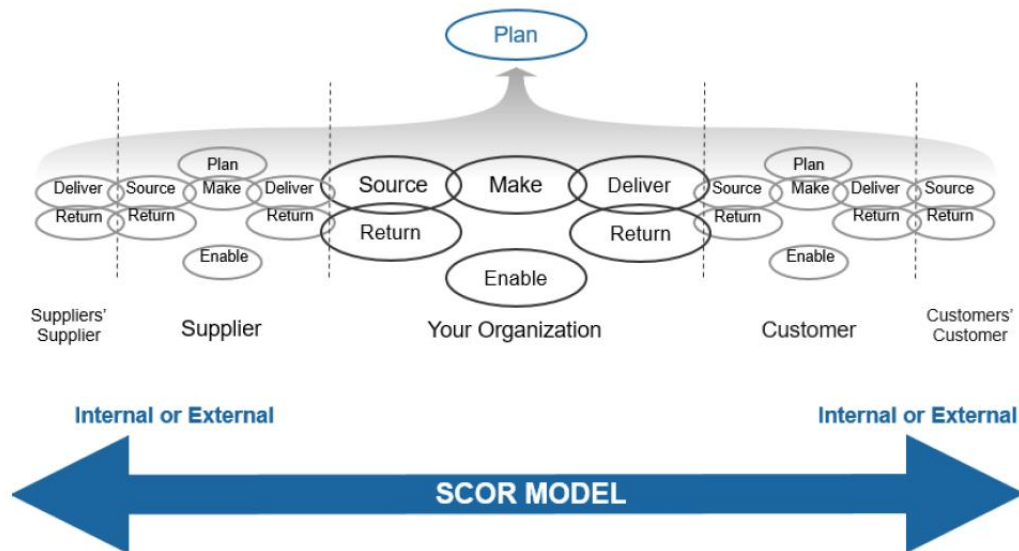 Plan
Plan
Plan
Deliver Source Make Deliver Source Make Deliver Source Make Deliver Source
Return Return Return Return Return Return Return Return
Enable Enable Enable
Suppliers' Supplier Supplier Your Organization Customer Customers' Customer
Internal or External Internal or External
SCOR MODEL